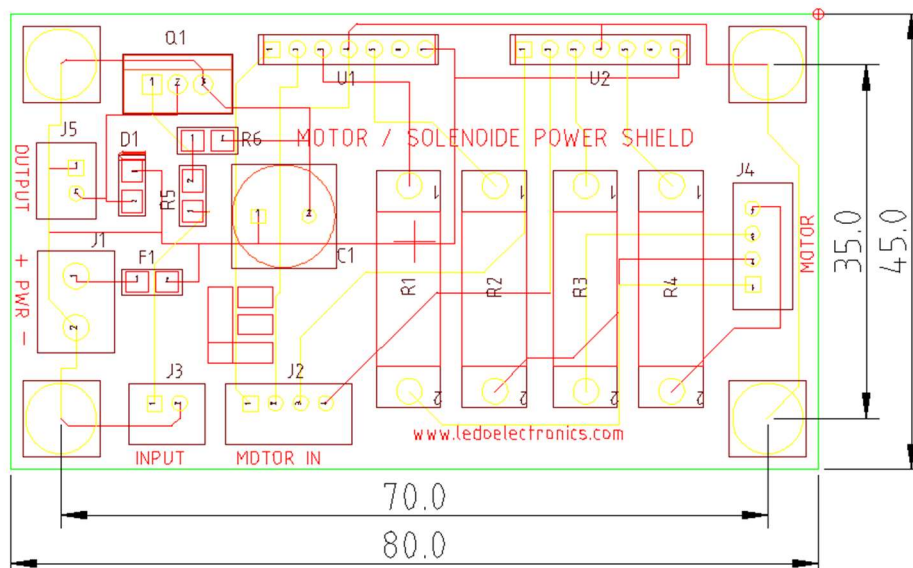 Q1
U1
U2
J5
D1
R6
MOTOR / SOLENOIDE POWER SHIELD
OUTPUT
R5
J4
MOTOR
J1
F1
C1
+ PWR -
R1
R2
R3
R4
J3
J2
www.ledoelectronics.com
INPUT
MOTOR IN
35.0
45.0
70.0
80.0